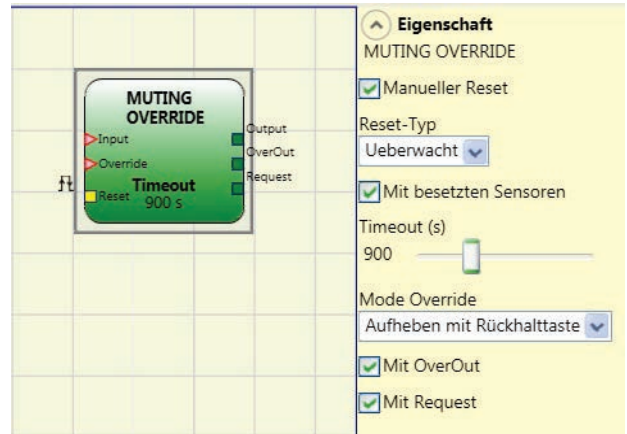 MUTING
OVERRIDE
Input
Override
Reset
Timeout
900 s
Output
OverOut
Request
Eigenschaft
MUTING OVERRIDE
Manueller Reset
Reset-Typ
Ueberwacht
Mit besetzten Sensoren
Timeout (s)
900
Mode Override
Aufheben mit Rückhalttaste
Mit OverOut
Mit Request